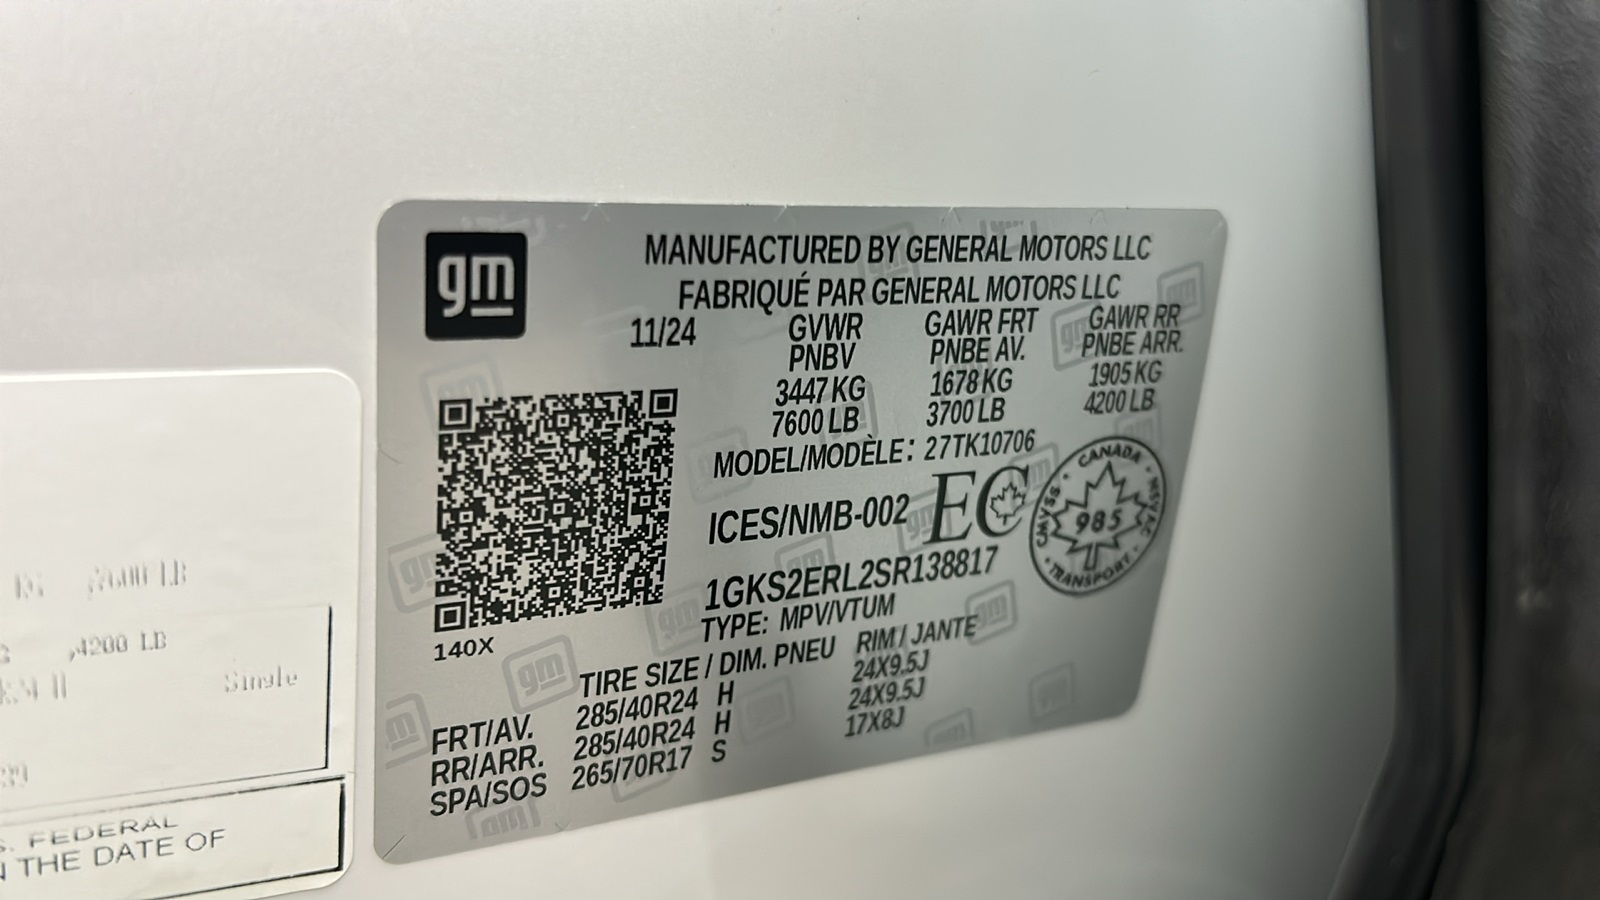 gm
MANUFACTURED BY GENERAL MOTORS LLC
FABRIQUÉ PAR GENERAL MOTORS LLC
11/24 GVWR GAWR FRT GAWR RR
PNBV PNBE AV. PNBE ARR.
3447 KG 1678 KG 1905 KG
7600 LB 3700 LB 4200 LB
MODEL/MODÈLE: 27TK10706
ICES/NMB-002 EC
CANADA
985
TRANSPORT
1GKS2ERL2SR138817
TYPE: MPV/VTUM
140X
TIRE SIZE / DIM. PNEU RIM / JANTE
FRT/AV. 285/40R24 H 24X9.5J
RR/ARR. 285/40R24 H 24X9.5J
SPA/SOS 265/70R17 S 17X8J
4200 LB
Single
FEDERAL
THE DATE OF